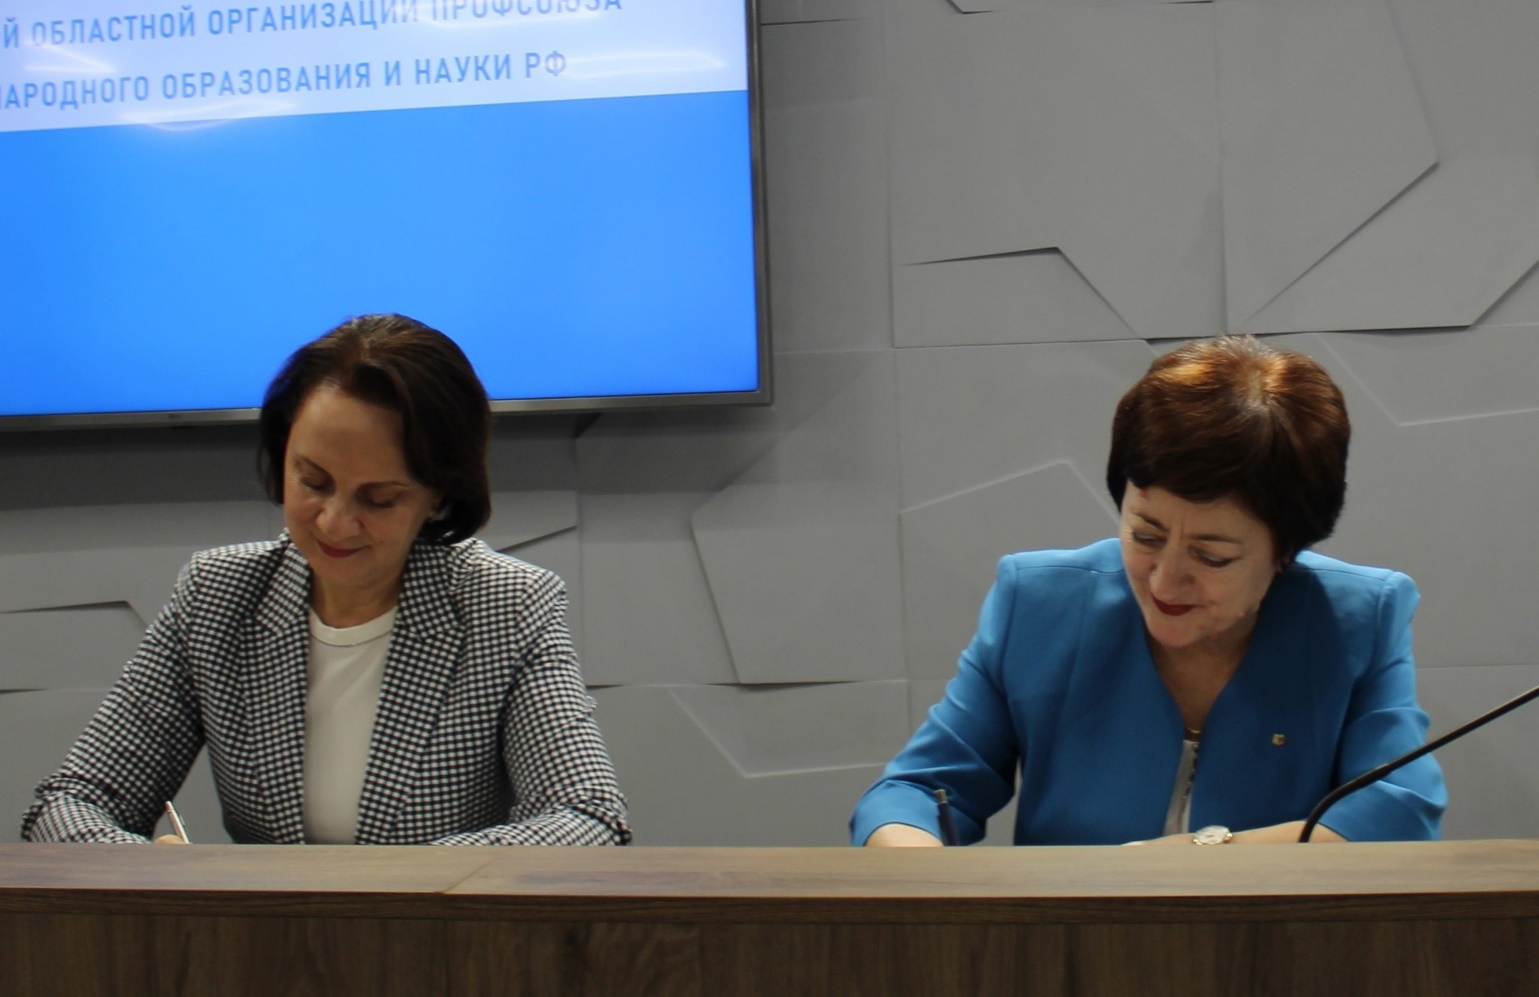 Й ОБЛАСТНОЙ ОРГАНИЗАЦИИ ПРОФСОЮЗА
НАРОДНОГО ОБРАЗОВАНИЯ И НАУКИ РФ